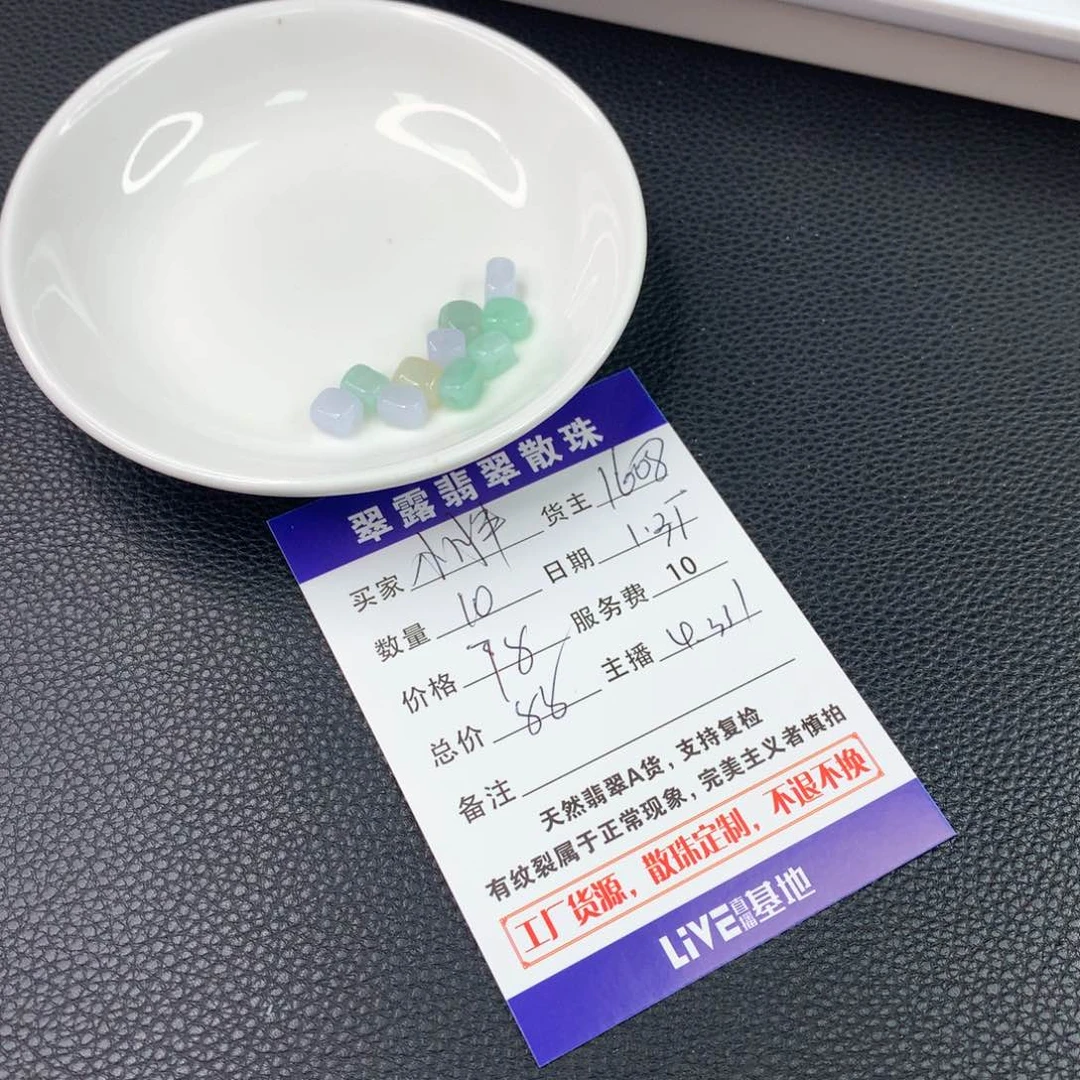 翠露翡翠散珠
买家 货主 1608
数量 10 日期 1.31
价格 78 服务费 10
总价 88 主播
备注
天然翡翠A货，支持复检
有纹裂属于正常现象，完美主义者慎拍
工厂货源，散珠定制，不退不换
LiVE直播基地